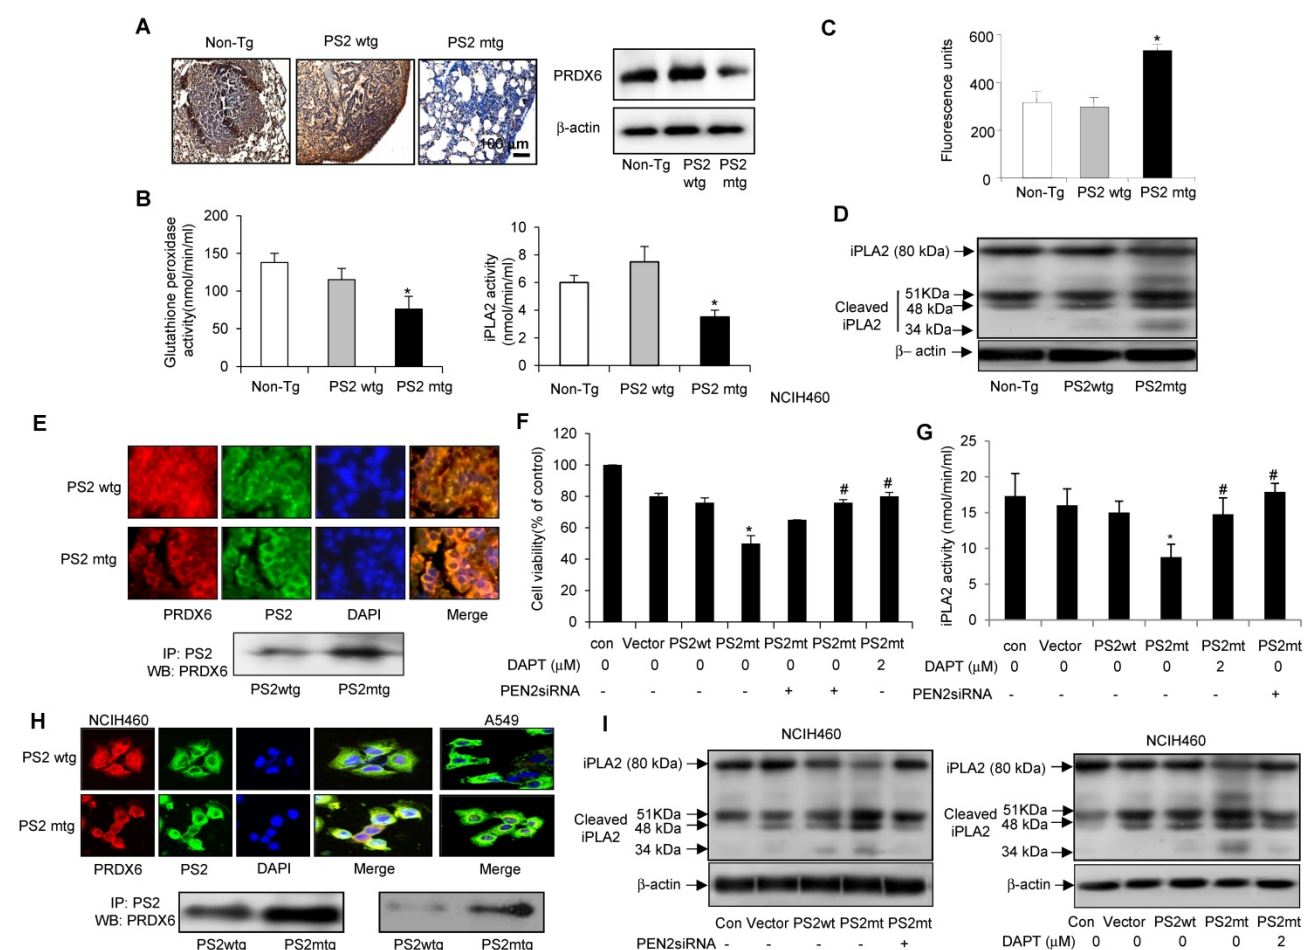 A
Non-Tg PS2 wtg PS2 mtg
100 µm
PRDX6
β-actin
Non-Tg PS2 wtg PS2 mtg
B
Glutathione peroxidase
activity(nmol/min/ml)
200
150
100
50
0
*
Non-Tg PS2 wtg PS2 mtg
iPLA2 activity
(nmol/min/ml)
10
8
6
4
2
0
*
Non-Tg PS2 wtg PS2 mtg
C
Fluorescence units
600
400
200
0
*
Non-Tg PS2 wtg PS2 mtg
D
iPLA2 (80 kDa)
51KDa
Cleaved 48 kDa
iPLA2
34 kDa
β– actin
Non-Tg PS2wtg PS2mtg
NCIH460
E
PS2 wtg
PS2 mtg
PRDX6 PS2 DAPI Merge
IP: PS2
WB: PRDX6
PS2wtg PS2mtg
F
Cell viability(% of control)
120
100
80
60
40
20
0
* # #
con Vector PS2wt PS2mt PS2mt PS2mt PS2mt
DAPT (µM) 0 0 0 0 0 0 2
PEN2siRNA - - - - + + -
G
iPLA2 activity (nmol/min/ml)
25
20
15
10
5
0
* # #
con Vector PS2wt PS2mt PS2mt PS2mt
DAPT (µM) 0 0 0 0 2 0
PEN2siRNA - - - - - +
H
NCIH460 A549
PS2 wtg
PS2 mtg
PRDX6 PS2 DAPI Merge Merge
IP: PS2
WB: PRDX6
PS2wtg PS2mtg PS2wtg PS2mtg
I
NCIH460
iPLA2 (80 kDa)
51KDa
Cleaved 48 kDa
iPLA2
34 kDa
β-actin
Con Vector PS2wt PS2mt PS2mt
PEN2siRNA - - - - +
NCIH460
iPLA2 (80 kDa)
51KDa
Cleaved 48 kDa
iPLA2
34 kDa
β-actin
Con Vector PS2wt PS2mt PS2mt
DAPT (µM) 0 0 0 0 2